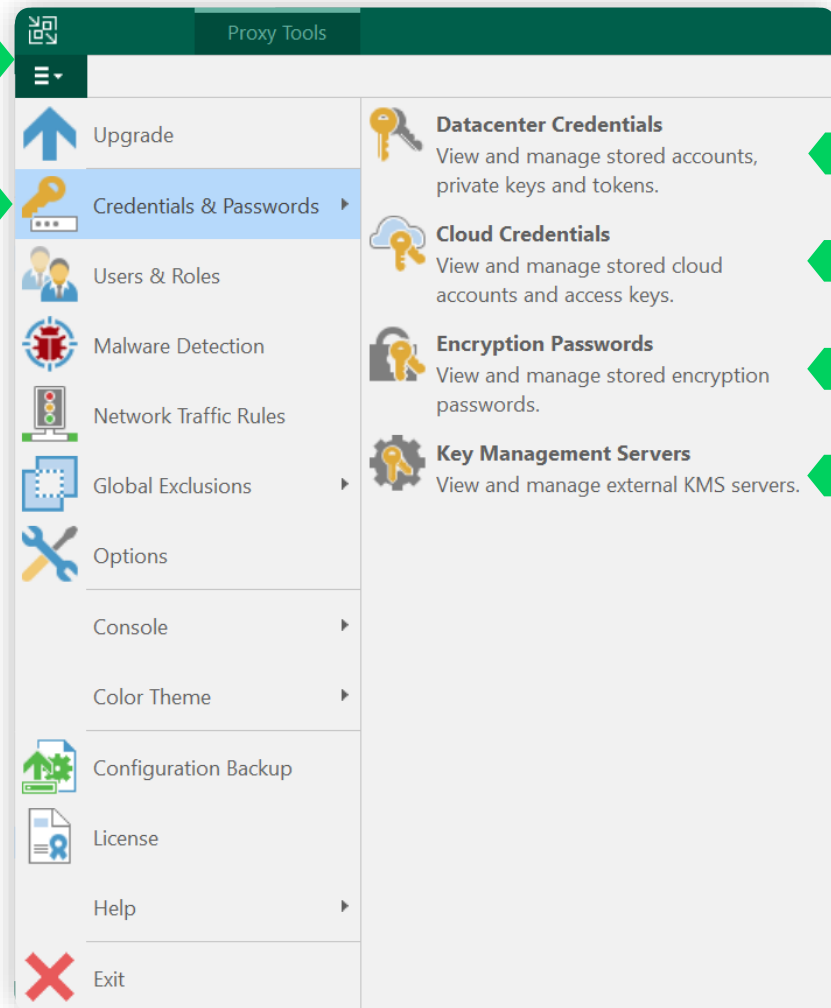 Proxy Tools
Upgrade
Credentials & Passwords
Users & Roles
Malware Detection
Network Traffic Rules
Global Exclusions
Options
Console
Color Theme
Configuration Backup
License
Help
Exit
Datacenter Credentials
View and manage stored accounts,
private keys and tokens.
Cloud Credentials
View and manage stored cloud
accounts and access keys.
Encryption Passwords
View and manage stored encryption
passwords.
Key Management Servers
View and manage external KMS servers.